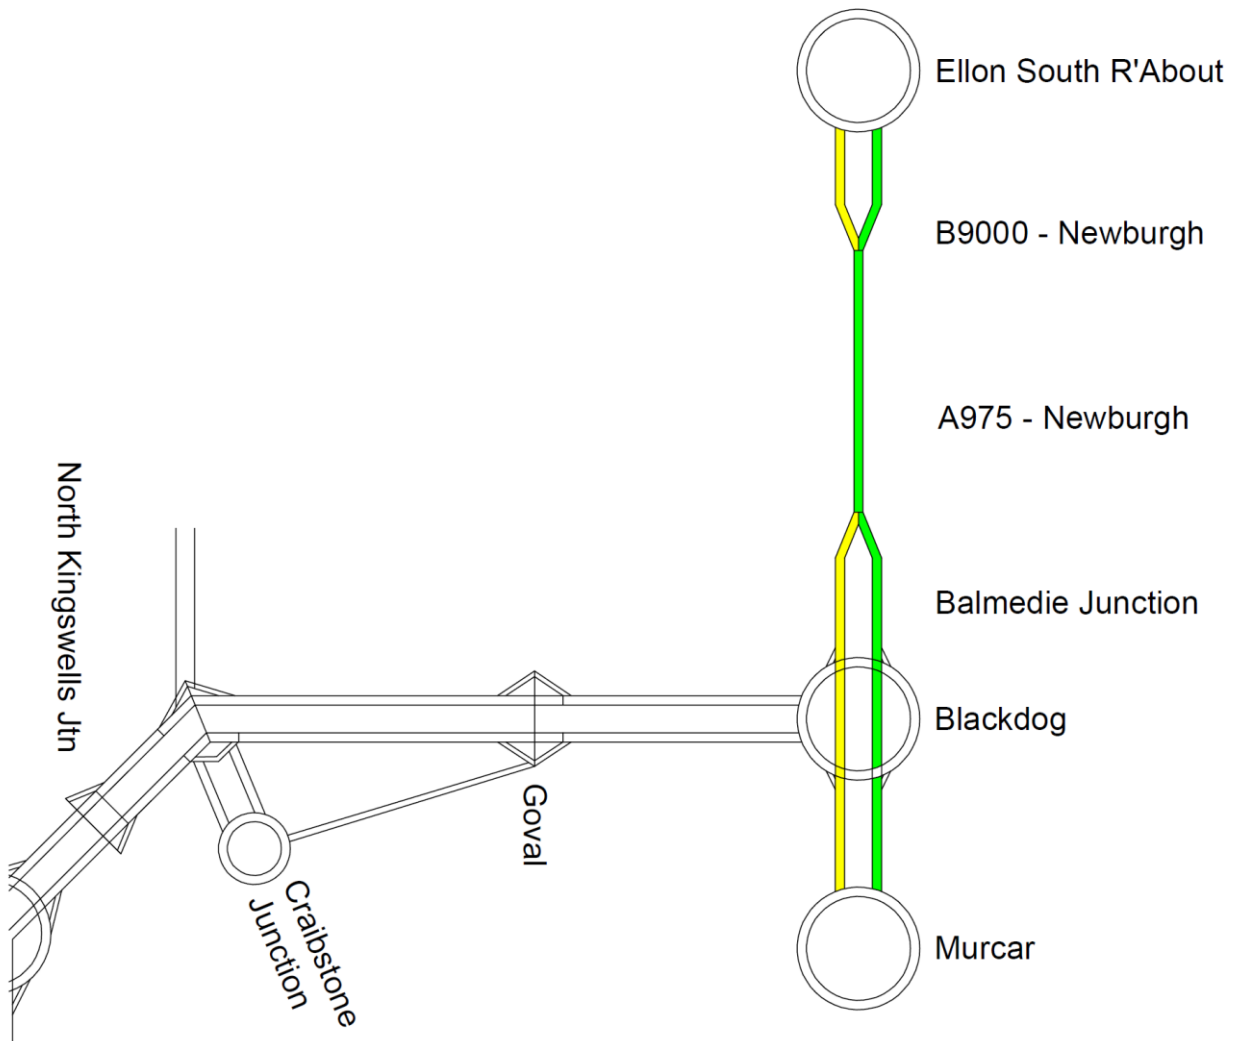 Ellon South R'About
B9000 - Newburgh
A975 - Newburgh
North Kingswells Jtn
Balmedie Junction
Blackdog
Goval
Craibstone
Junction
Murcar